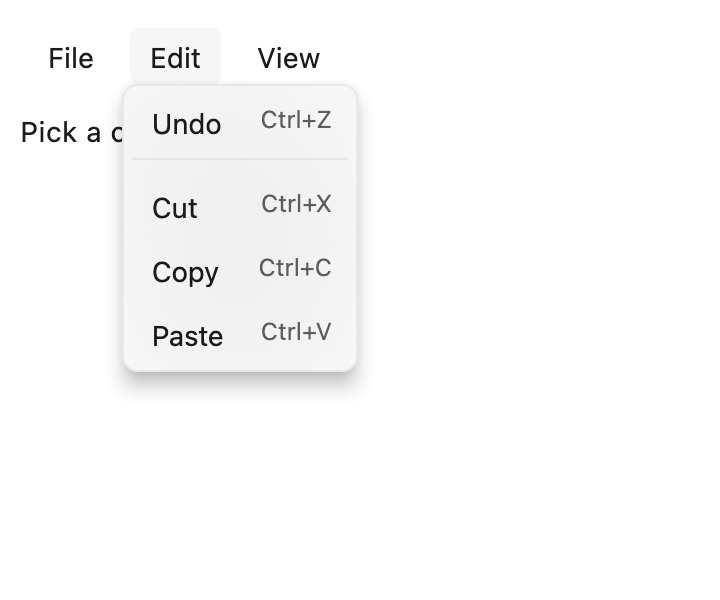 File Edit View
Pick a
Undo Ctrl+Z
Cut Ctrl+X
Copy Ctrl+C
Paste Ctrl+V